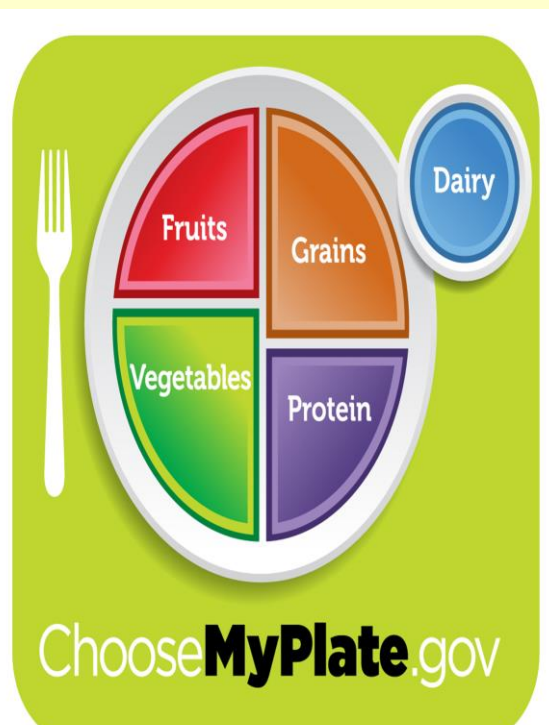 Fruits
Grains
Dairy
Vegetables
Protein
ChooseMyPlate.gov